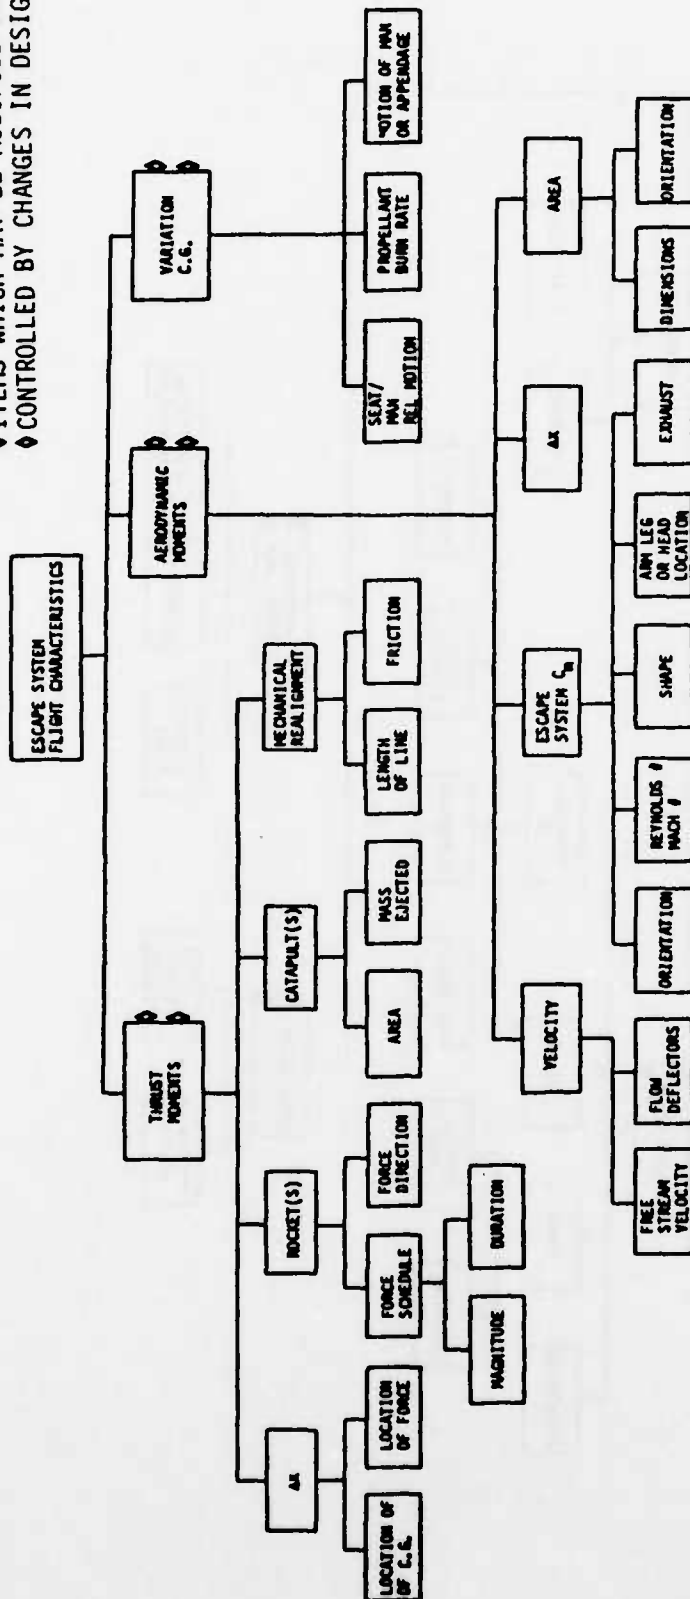 ◊ ITEMS WHICH MAY BE
◊ CONTROLLED BY CHANGES IN DESIG
ESCAPE SYSTEM
FLIGHT CHARACTERISTICS
THRUST
MOMENTS
AERODYNAMIC
MOMENTS
VARIATION
C.G.
ΔX
ROCKET(S)
CATAPULT(S)
MECHANICAL
REALIGNMENT
LOCATION OF
OF C.G.
LOCATION
OF FORCE
FORCE
SCHEDULE
FORCE
DIRECTION
AREA
MASS
EJECTED
LENGTH
OF LINE
FRICTION
SEAT/
MAN
REL MOTION
PROPELLANT
BURN RATE
MOTION OF MAN
OR APPENDAGE
MAGNITUDE
DURATION
VELOCITY
ESCAPE
SYSTEM Cm
ΔX
AREA
FREE
STREAM
VELOCITY
FLOW
DEFLECTORS
ORIENTATION
REYNOLDS #
MACH #
SHAPE
ARM LEG
OR HEAD
LOCATION
EXHAUST
DIMENSIONS
ORIENTATION